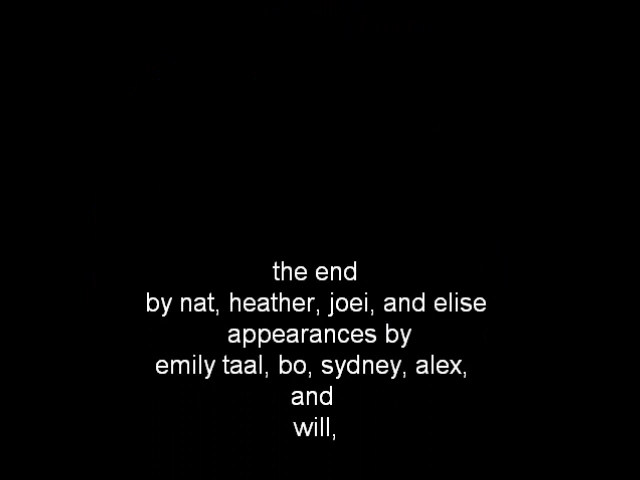 the end
by nat, heather, joei, and elise
appearances by
emily taal, bo, sydney, alex,
and
will,